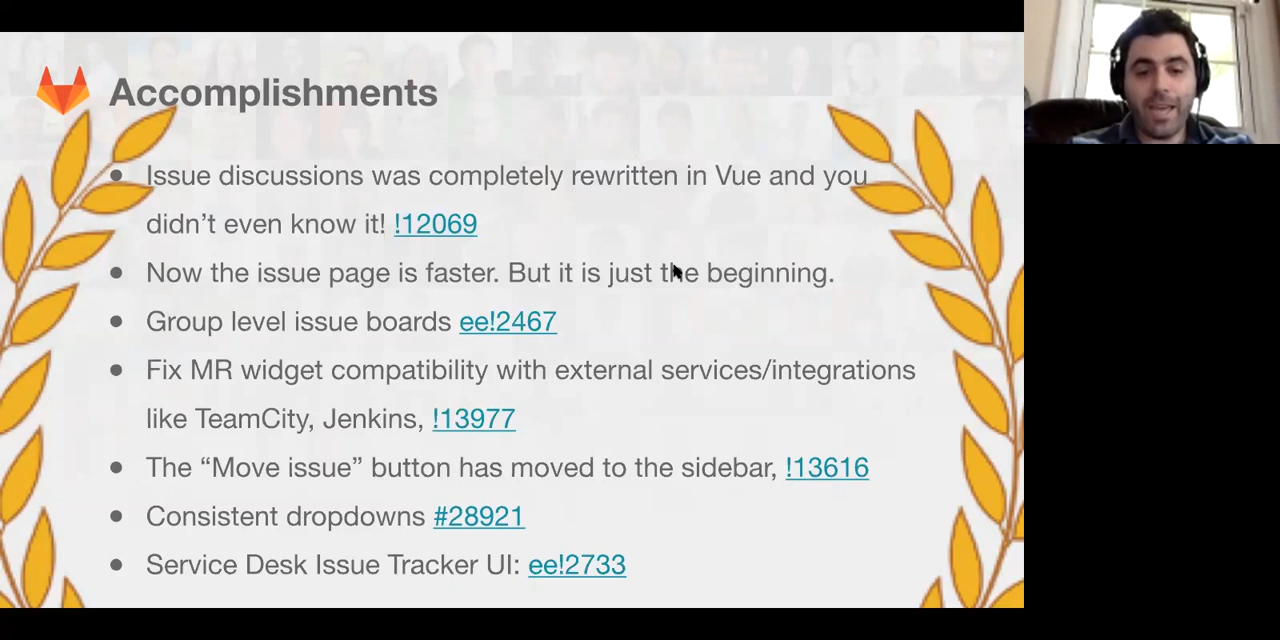 Accomplishments
● Issue discussions was completely rewritten in Vue and you
didn’t even know it! !12069
● Now the issue page is faster. But it is just the beginning.
● Group level issue boards ee!2467
● Fix MR widget compatibility with external services/integrations
like TeamCity, Jenkins, !13977
● The “Move issue” button has moved to the sidebar, !13616
● Consistent dropdowns #28921
● Service Desk Issue Tracker UI: ee!2733